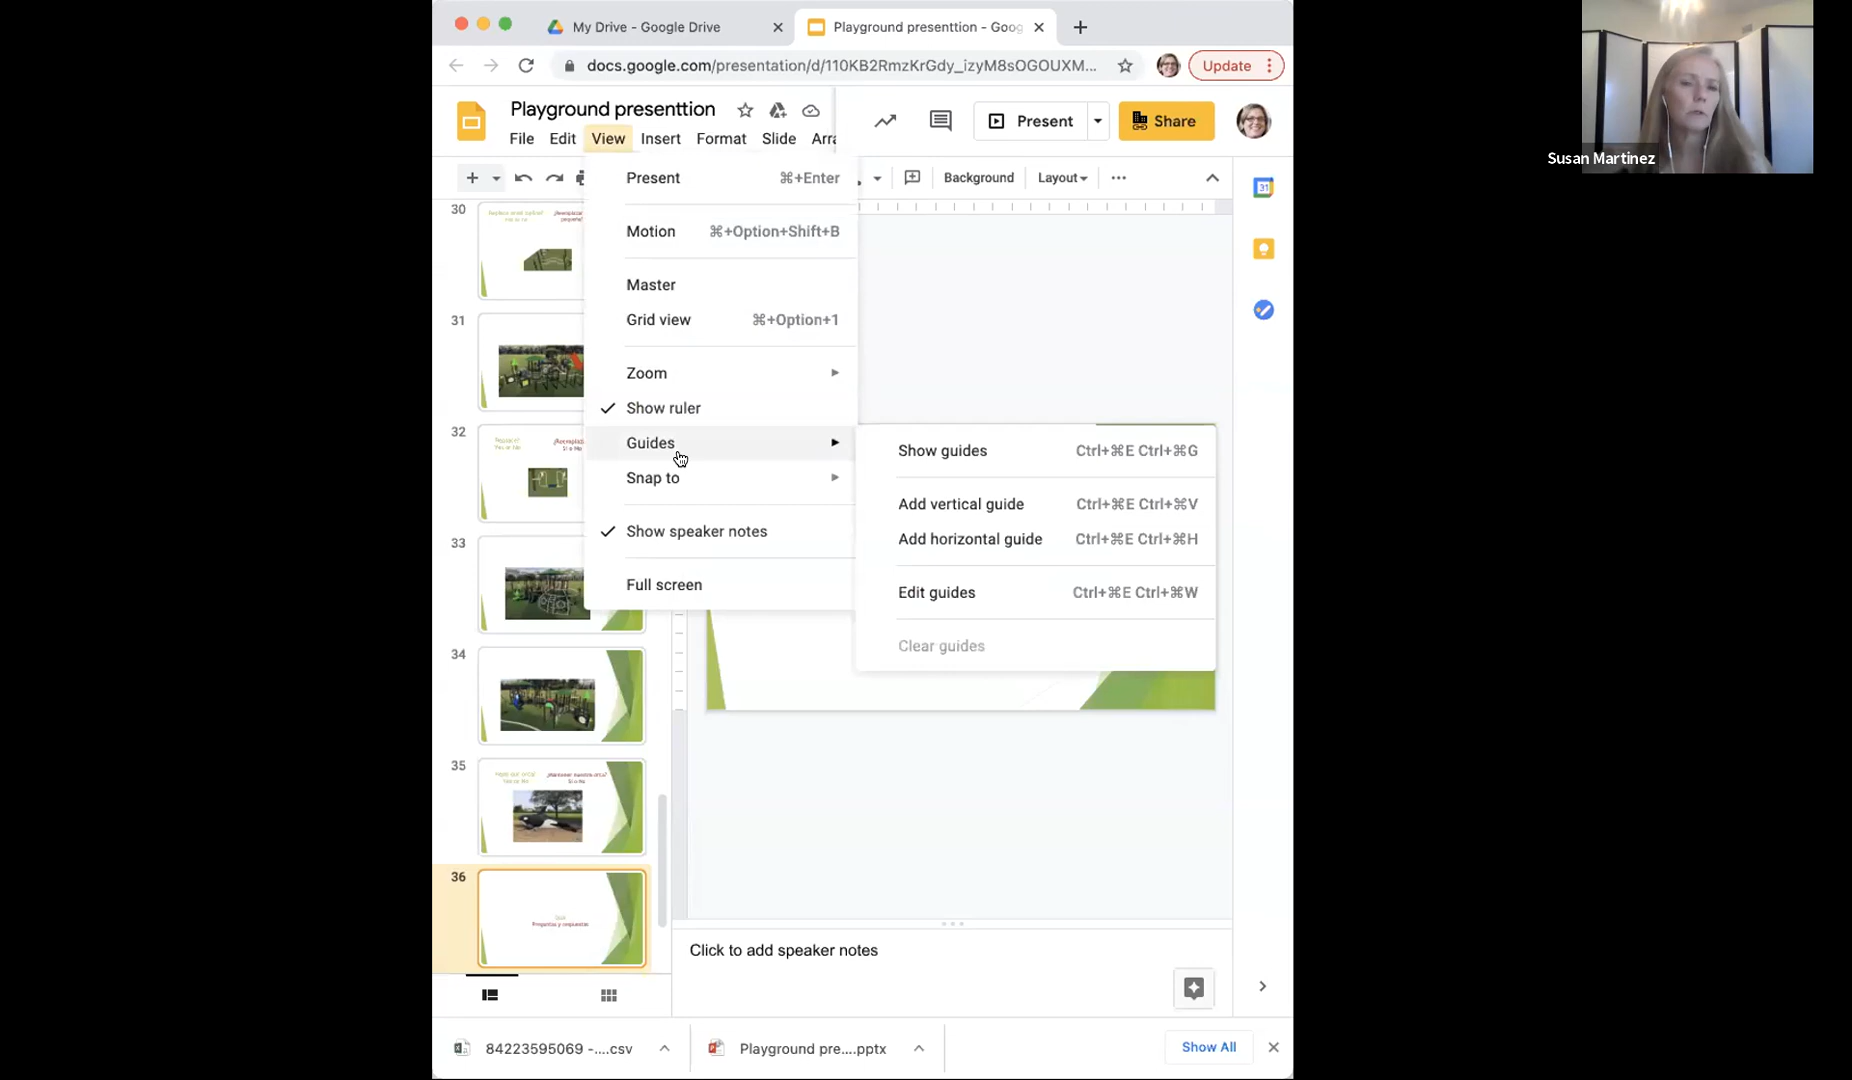 My Drive - Google Drive
Playground presenttion - Goog
docs.google.com/presentation/d/110KB2RmzKrGdy_izyM8sOGOUXM...
Update
Playground presenttion
File Edit View Insert Format Slide Arra
Present
Share
Susan Martinez
Present ⌘+Enter
Background
Layout
31
Motion ⌘+Option+Shift+B
Master
Grid view ⌘+Option+1
Zoom
Show ruler
Guides
Snap to
Show speaker notes
Full screen
Show guides Ctrl+⌘E Ctrl+⌘G
Add vertical guide Ctrl+⌘E Ctrl+⌘V
Add horizontal guide Ctrl+⌘E Ctrl+⌘H
Edit guides Ctrl+⌘E Ctrl+⌘W
Clear guides
30
31
32
33
34
35
36
Preguntas y respuestas
Click to add speaker notes
84223595069 -....csv
Playground pre....pptx
Show All